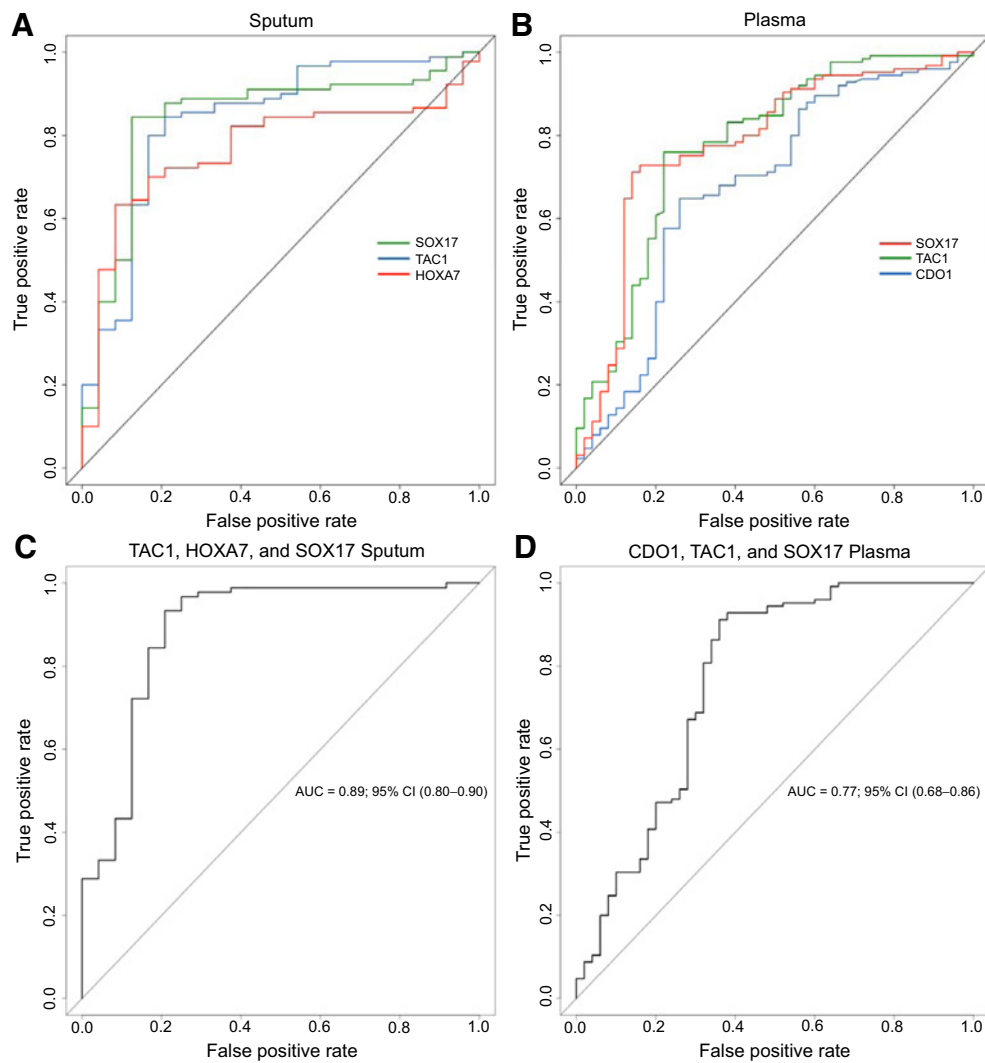 A
Sputum
True positive rate
1.0
0.8
0.6
0.4
0.2
0.0
SOX17
TAC1
HOXA7
0.0 0.2 0.4 0.6 0.8 1.0
False positive rate
B
Plasma
True positive rate
1.0
0.8
0.6
0.4
0.2
0.0
SOX17
TAC1
CDO1
0.0 0.2 0.4 0.6 0.8 1.0
False positive rate
C
TAC1, HOXA7, and SOX17 Sputum
True positive rate
1.0
0.8
0.6
0.4
0.2
0.0
AUC = 0.89; 95% CI (0.80–0.90)
0.0 0.2 0.4 0.6 0.8 1.0
False positive rate
D
CDO1, TAC1, and SOX17 Plasma
True positive rate
1.0
0.8
0.6
0.4
0.2
0.0
AUC = 0.77; 95% CI (0.68–0.86)
0.0 0.2 0.4 0.6 0.8 1.0
False positive rate